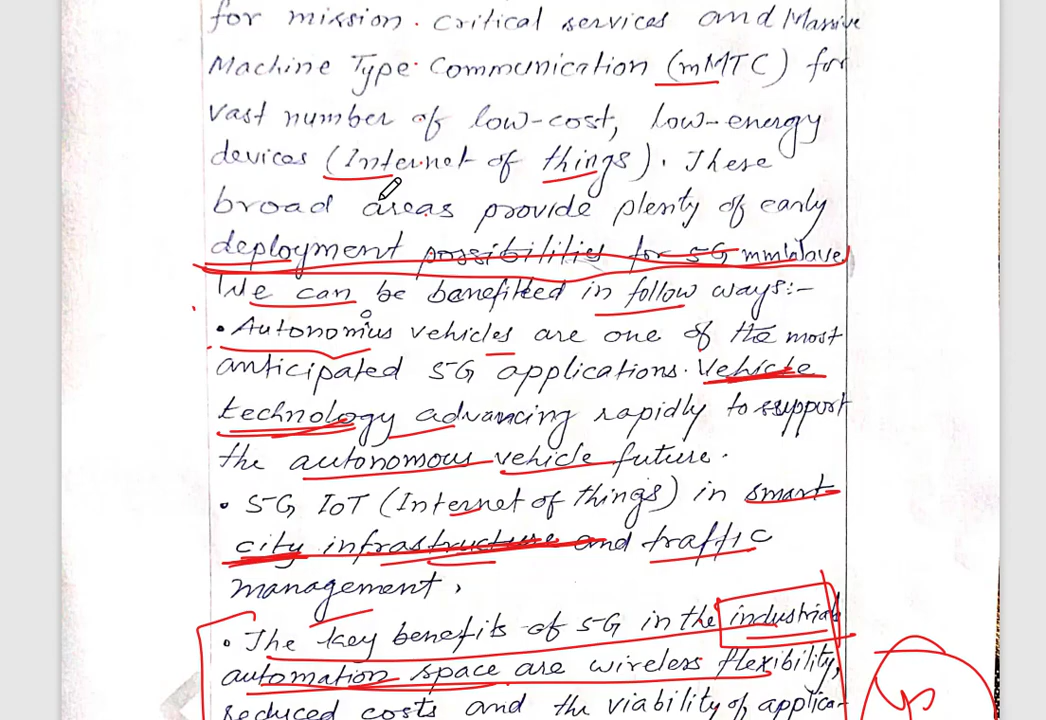 for mission. critical services and Massive
Machine Type. Communication (mMTC) for
vast number of low-cost, low-energy
devices (Internet of things). These
broad areas provide plenty of early
deployment possibilities for 5G mmWave
We can be banefitted in follow ways:-
• Autonomous vehicles are one of the most
anticipated 5G applications. Vehicle
technology advancing rapidly to support
the autonomous vehicle future.
• 5G IoT (Internet of things) in smart
city infrastructure and traffic
management,
• The key benefits of 5G in the industrial
automation space are wireless flexibility,
reduced costs and the viability of applica-